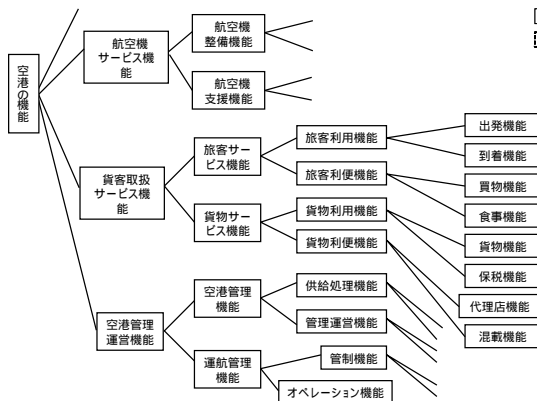 空港の機能
航空機
サービス機
能
航空機
整備機能
航空機
支援機能
貨客取扱
サービス機
能
旅客サー
ビス機能
旅客利用機能
出発機能
到着機能
旅客利便機能
買物機能
食事機能
貨物サー
ビス機能
貨物利用機能
貨物機能
保税機能
貨物利便機能
代理店機能
混載機能
空港管理
運営機能
空港管理
機能
供給処理機能
管理運営機能
運航管理
機能
管制機能
オペレーション機能